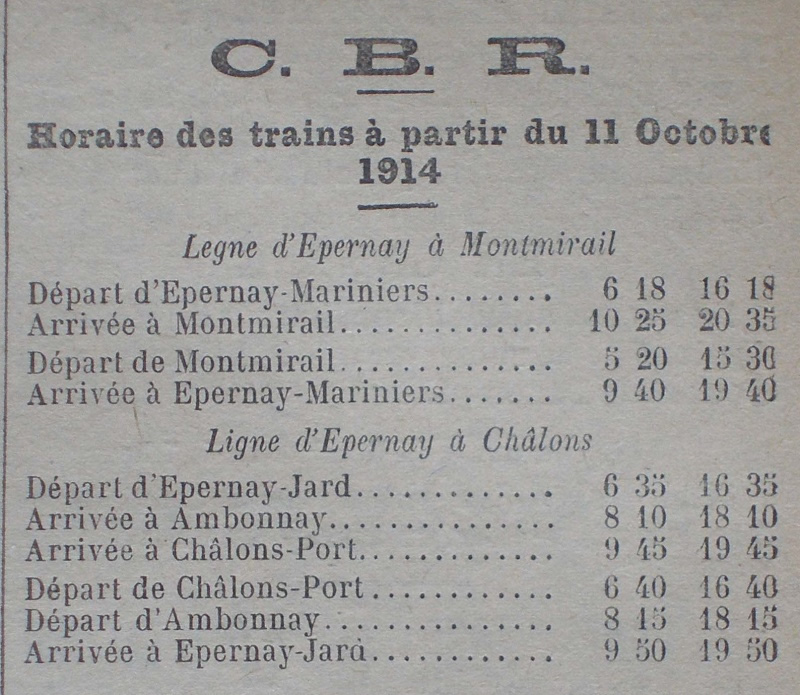 C. B. R.
Horaire des trains à partir du 11 Octobre
1914
Legne d'Epernay à Montmirail
Départ d'Epernay-Mariniers........ 6 18 16 18
Arrivée à Montmirail.............. 10 25 20 35
Départ de Montmirail.............. 5 20 15 30
Arrivée à Epernay-Mariniers....... 9 40 19 40
Ligne d'Epernay à Châlons
Départ d'Epernay-Jard............. 6 35 16 35
Arrivée à Ambonnay............... 8 10 18 10
Arrivée à Châlons-Port............. 9 45 19 45
Départ de Châlons-Port............ 6 40 16 40
Départ d'Ambonnay............... 8 15 18 15
Arrivée à Epernay-Jard............ 9 50 19 50